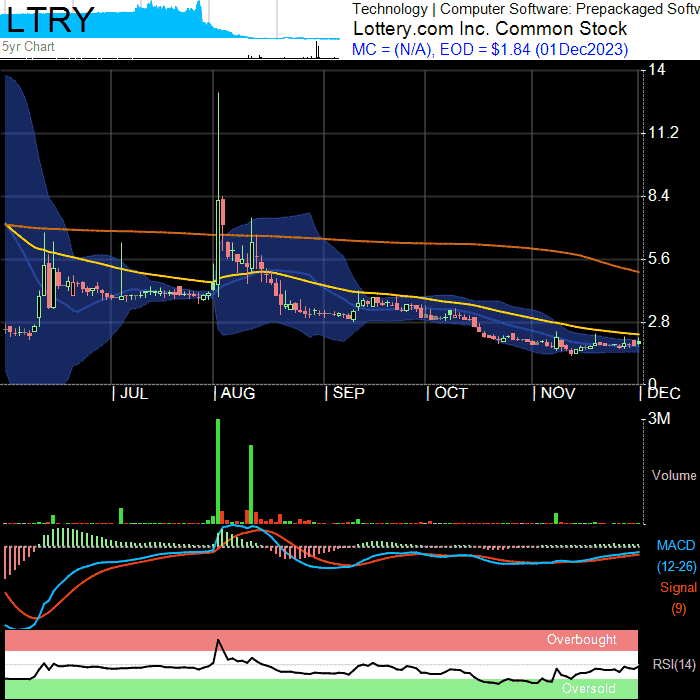 LTRY
5yr Chart
Technology | Computer Software: Prepackaged Softw
Lottery.com Inc. Common Stock
MC = (N/A), EOD = $1.84 (01Dec2023)
14
11.2
8.4
5.6
2.8
0
JUL
AUG
SEP
OCT
NOV
DEC
3M
Volume
MACD
(12-26)
Signal
(9)
Overbought
RSI(14)
Oversold